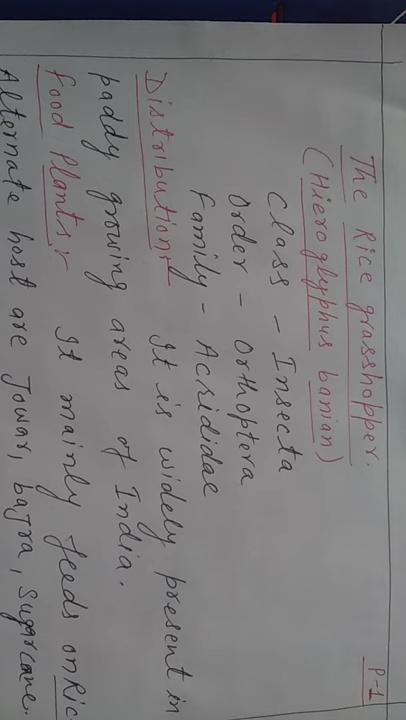 P-1
The Rice grasshopper.
(Hieroglyphus banian)
Class - Insecta
Order - Orthoptera
Family - Acrididae
Distribution:- It is widely present in
paddy growing areas of India.
Food Plants:- It mainly feeds on Ric
Alternate host are Jowar, bajra, Sugarcane.